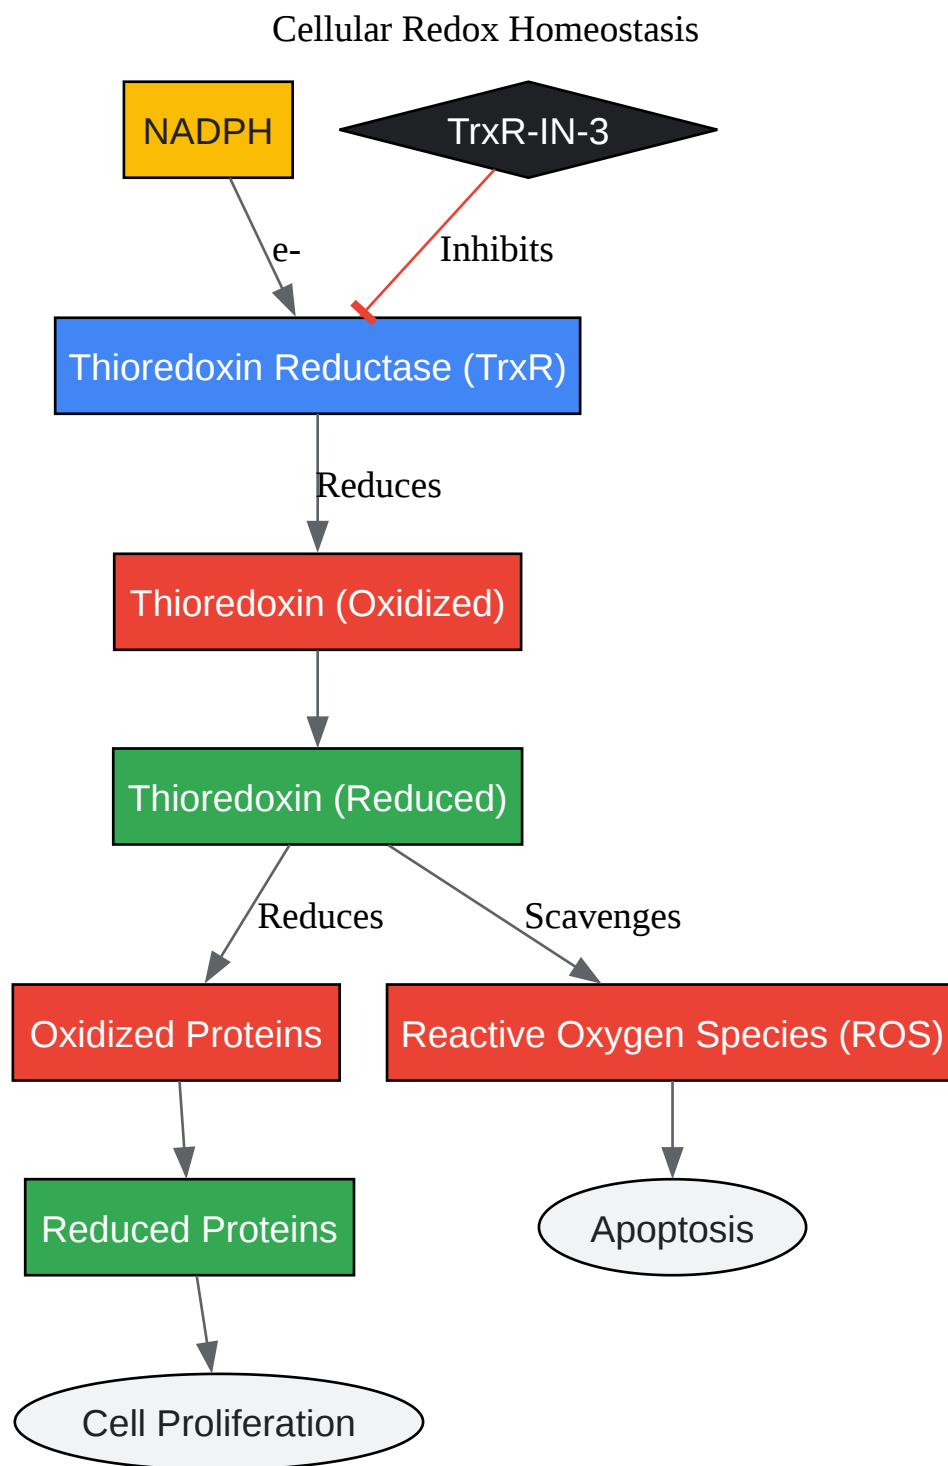 Cellular Redox Homeostasis
NADPH
TrxR-IN-3
e-
Inhibits
Thioredoxin Reductase (TrxR)
Reduces
Thioredoxin (Oxidized)
Thioredoxin (Reduced)
Reduces
Scavenges
Oxidized Proteins
Reactive Oxygen Species (ROS)
Reduced Proteins
Apoptosis
Cell Proliferation